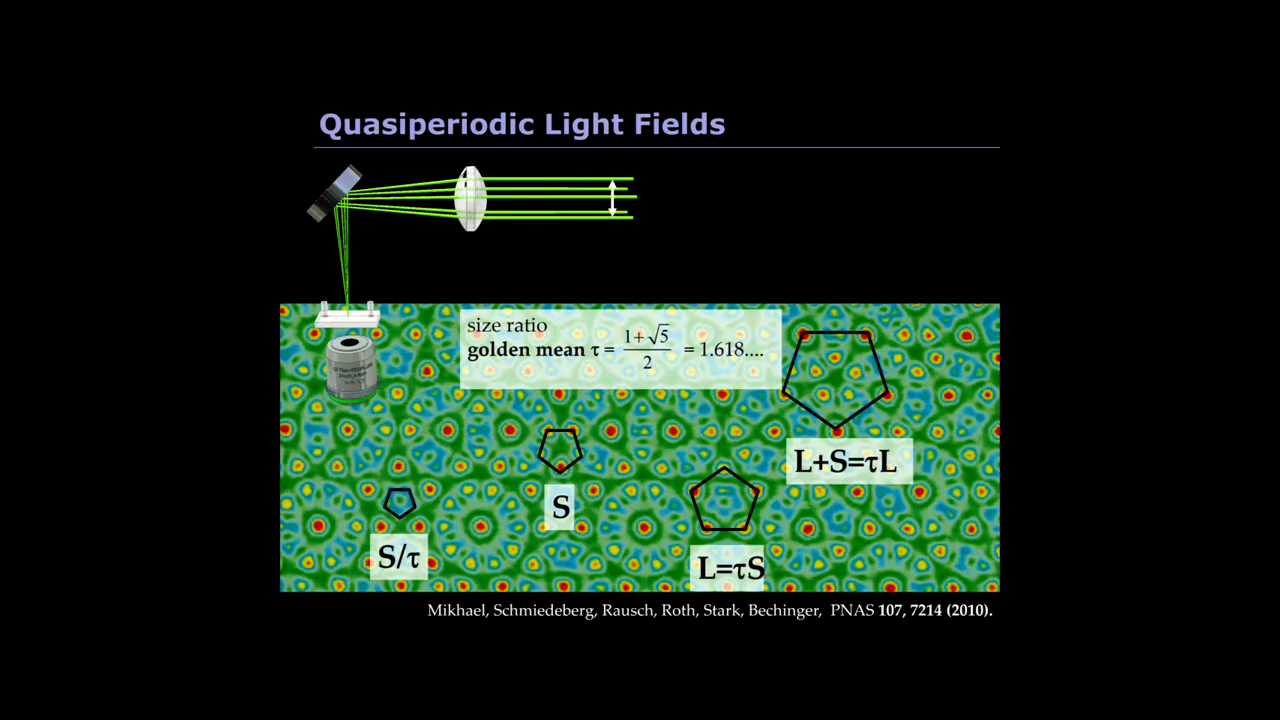 Quasiperiodic Light Fields
size ratio
golden mean τ = 1+√5 / 2 = 1.618....
L+S=τL
S
S/τ
L=τS
Mikhael, Schmiedeberg, Rausch, Roth, Stark, Bechinger, PNAS 107, 7214 (2010).